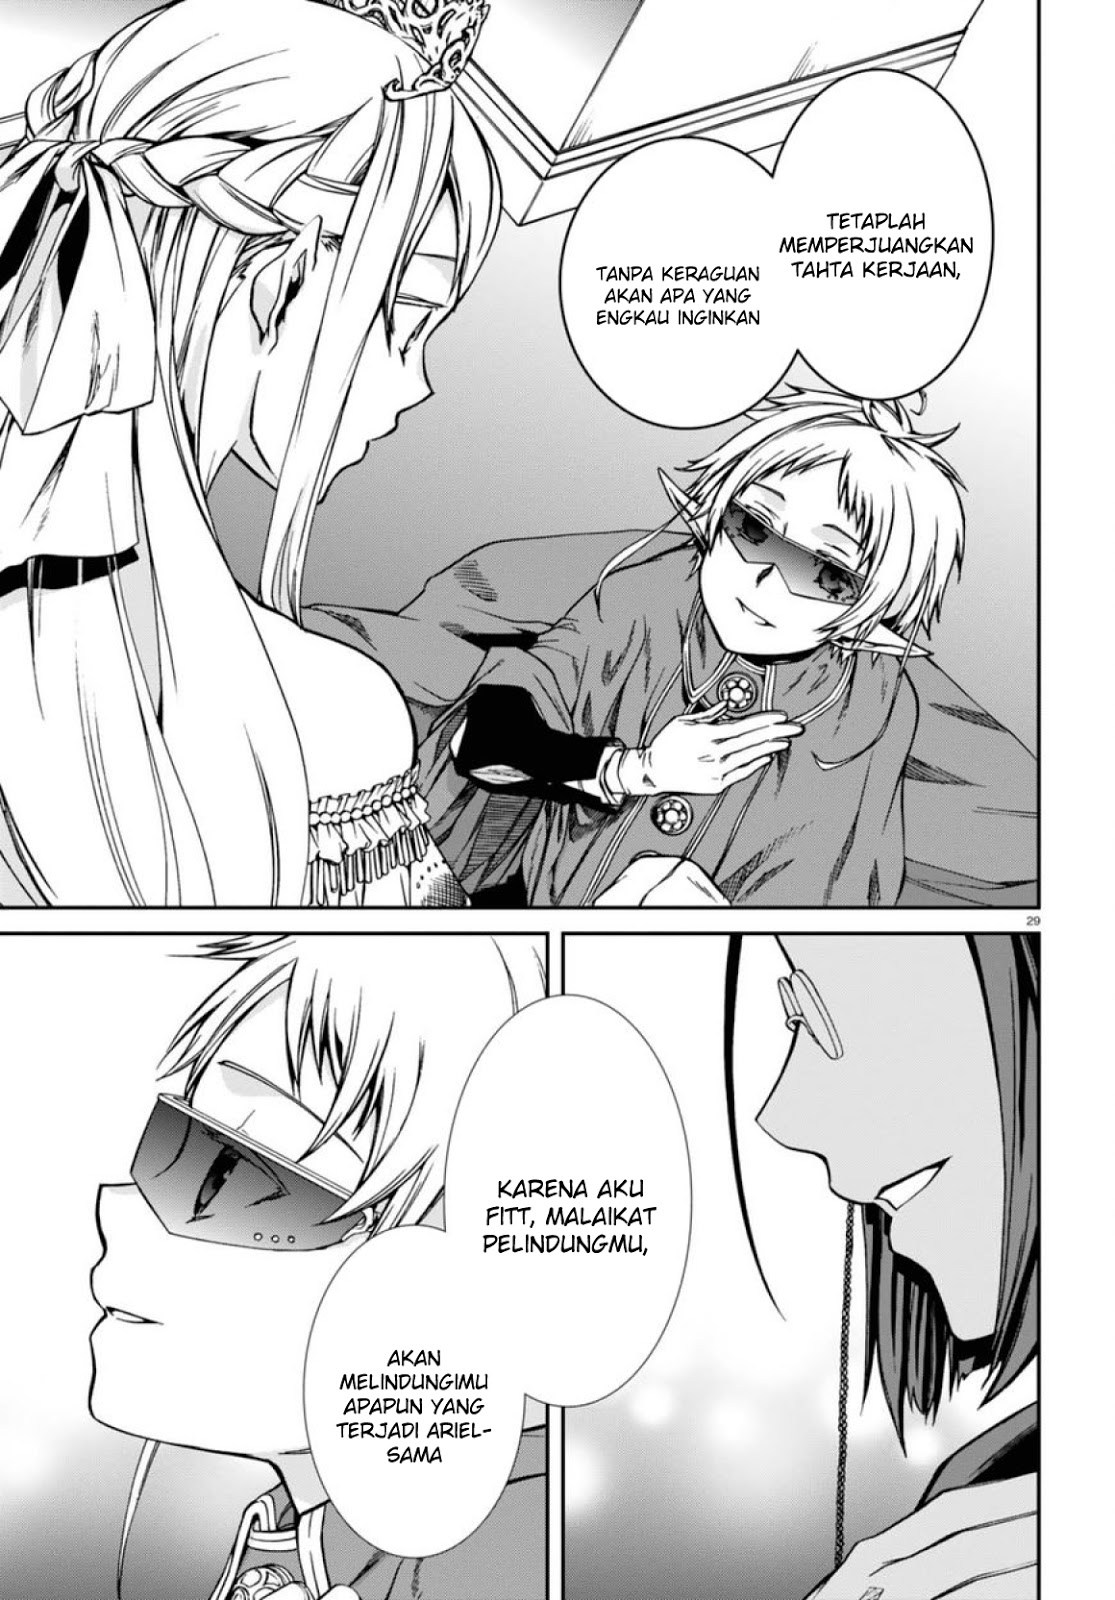 TETAPLAH
MEMPERJUANGKAN
TAHTA KERJAAN,
TANPA KERAGUAN
AKAN APA YANG
ENGKAU INGINKAN
29
KARENA AKU
FITT, MALAIKAT
PELINDUNGMU,
AKAN
MELINDUNGIMU
APAPUN YANG
TERJADI ARIEL-
SAMA